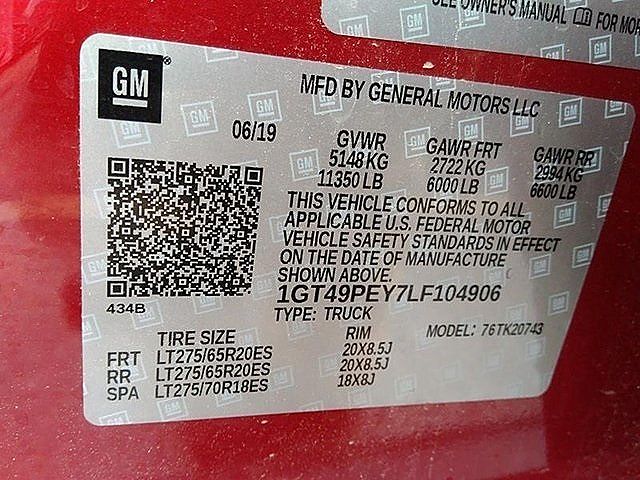 SEE OWNER'S MANUAL FOR MOR
GM
MFD BY GENERAL MOTORS LLC
06/19 GVWR GAWR FRT GAWR RR
5148 KG 2722 KG 2994 KG
11350 LB 6000 LB 6600 LB
THIS VEHICLE CONFORMS TO ALL
APPLICABLE U.S. FEDERAL MOTOR
VEHICLE SAFETY STANDARDS IN EFFECT
ON THE DATE OF MANUFACTURE
SHOWN ABOVE.
434B
1GT49PEY7LF104906
TYPE: TRUCK MODEL: 76TK20743
TIRE SIZE RIM
FRT LT275/65R20ES 20X8.5J
RR LT275/65R20ES 20X8.5J
SPA LT275/70R18ES 18X8J